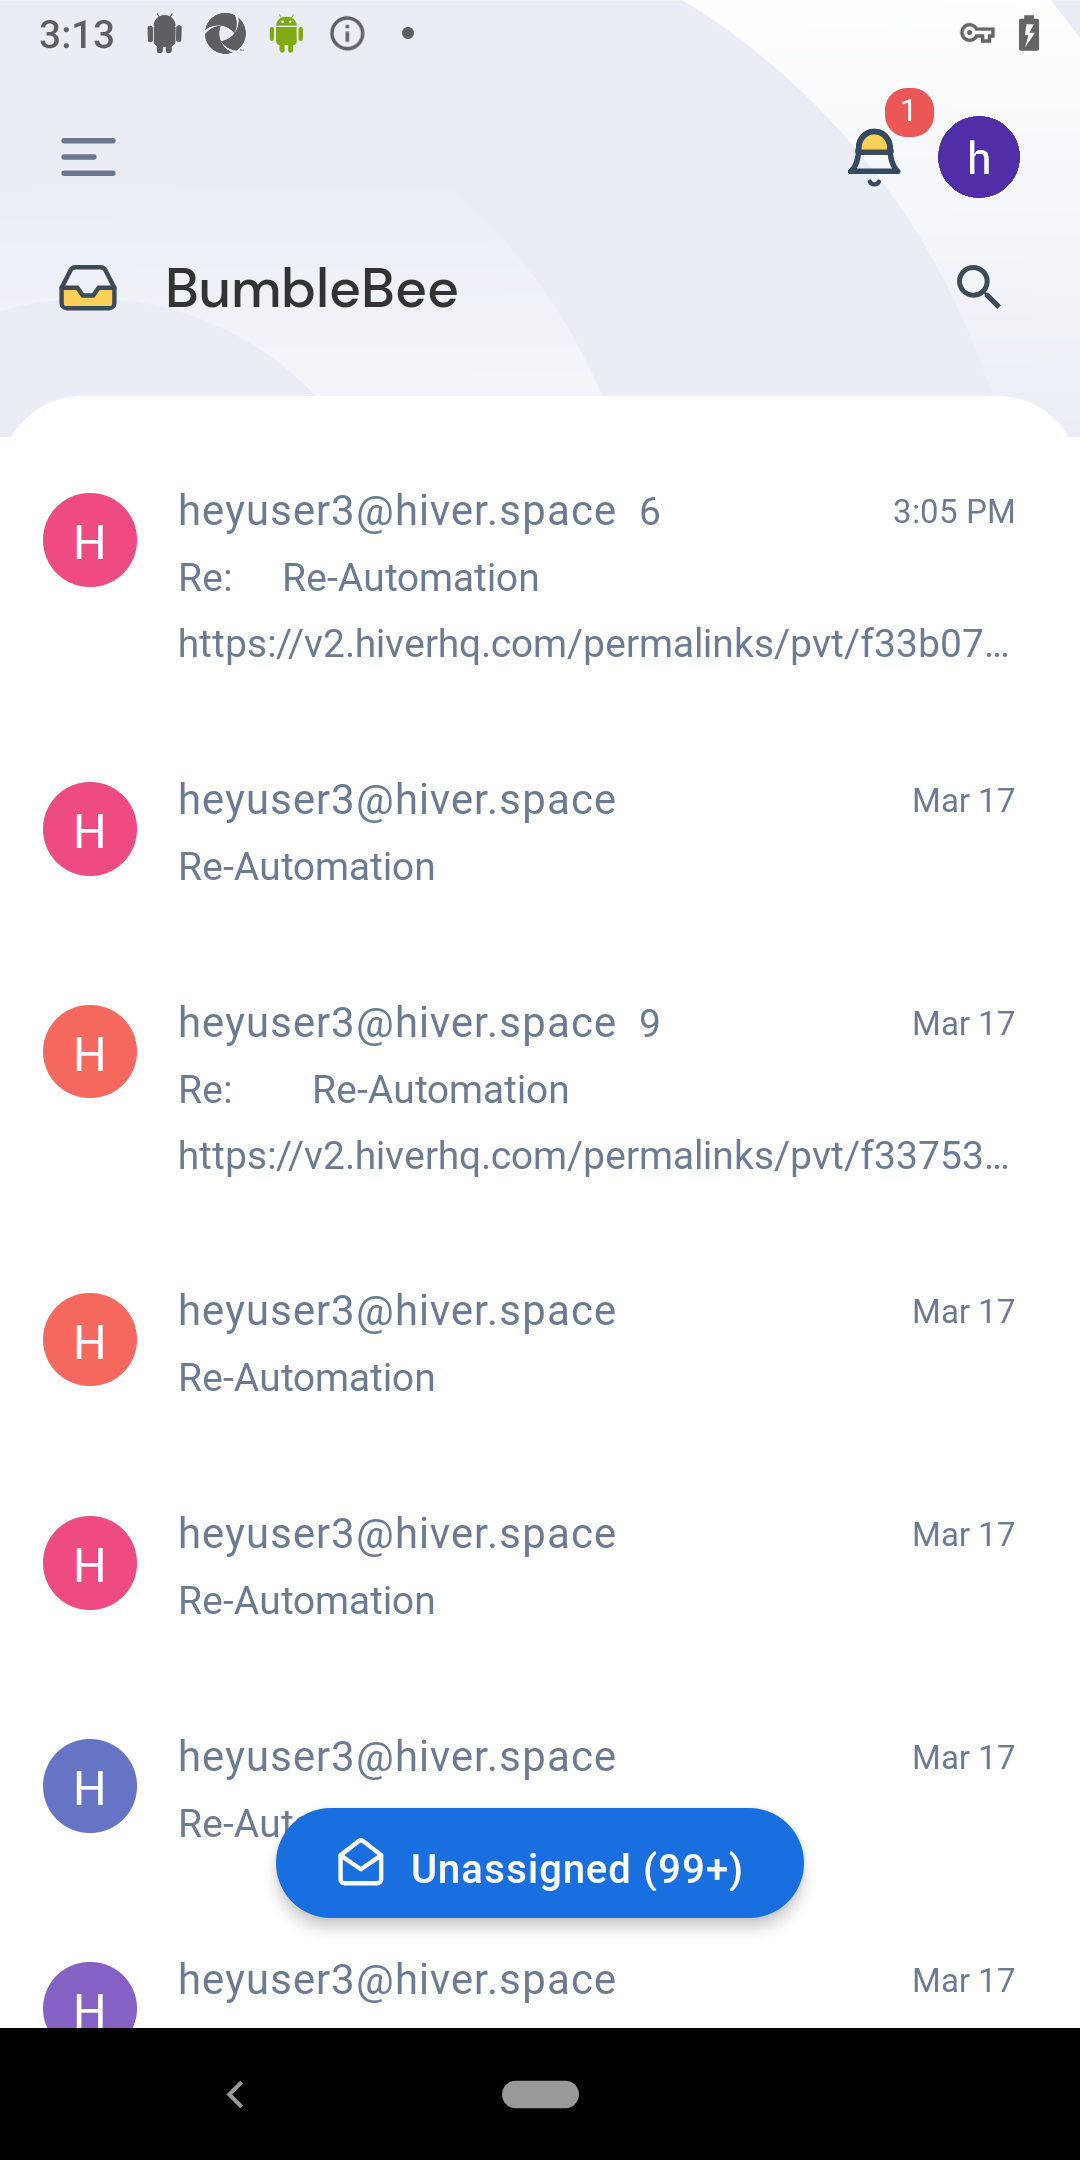 3:13
1
h
BumbleBee
H
heyuser3@hiver.space 6
3:05 PM
Re: Re-Automation
https://v2.hiverhq.com/permalinks/pvt/f33b07...
H
heyuser3@hiver.space
Mar 17
Re-Automation
H
heyuser3@hiver.space 9
Mar 17
Re: Re-Automation
https://v2.hiverhq.com/permalinks/pvt/f33753...
H
heyuser3@hiver.space
Mar 17
Re-Automation
H
heyuser3@hiver.space
Mar 17
Re-Automation
H
heyuser3@hiver.space
Mar 17
Re-Aut
Unassigned (99+)
H
heyuser3@hiver.space
Mar 17